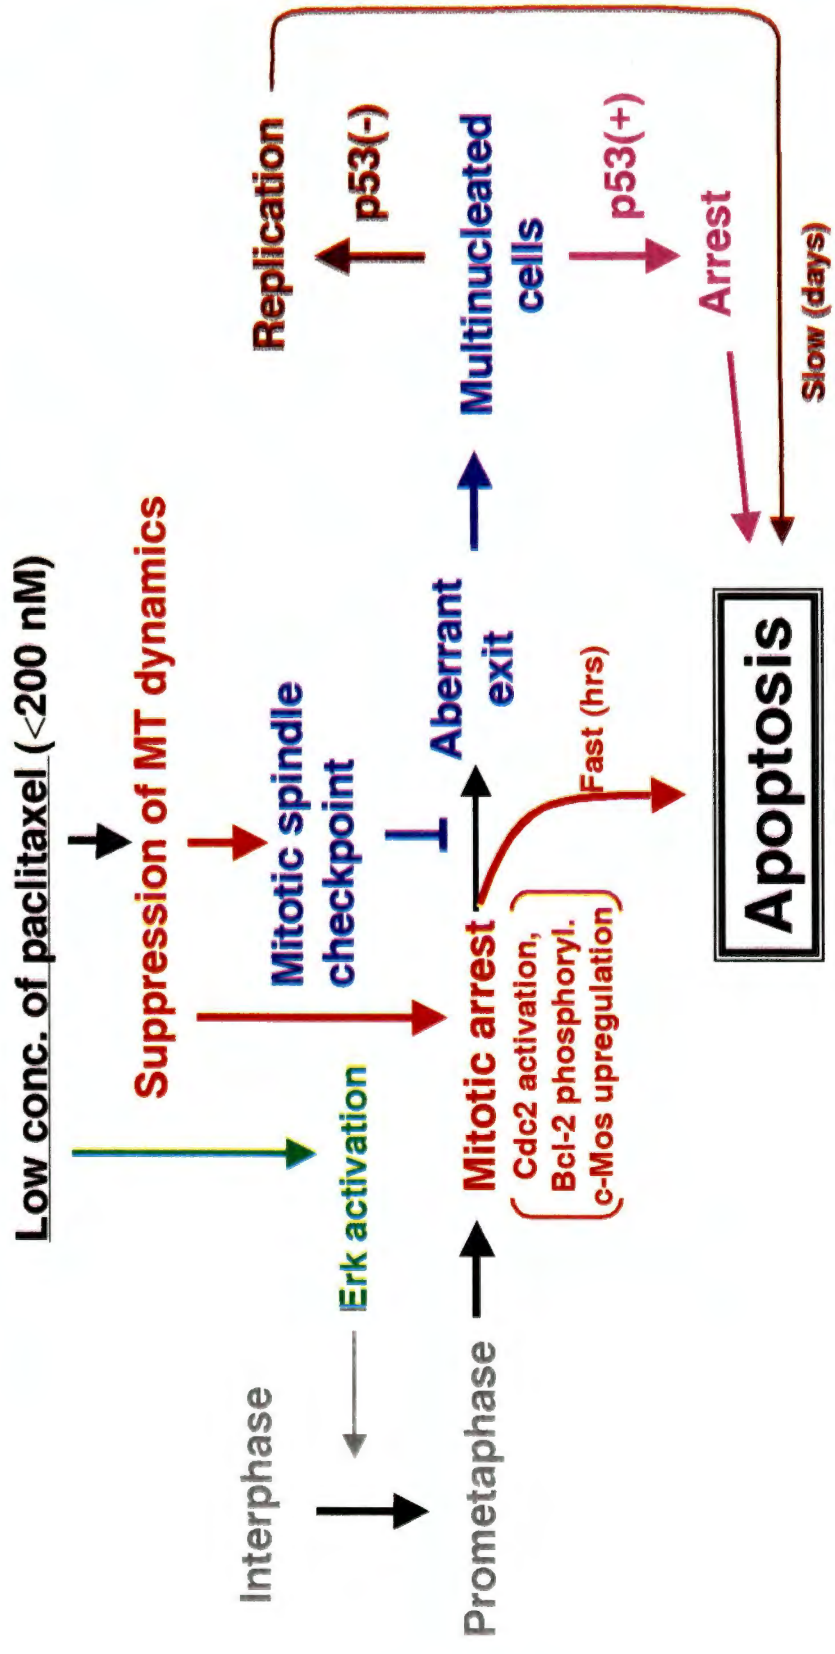 Low conc. of paclitaxel (<200 nM)
Suppression of MT dynamics
Interphase
Erk activation
Mitotic spindle
checkpoint
Replication
p53(-)
Prometaphase
Mitotic arrest
Cdc2 activation,
Bcl-2 phosphoryl.
c-Mos upregulation
Aberrant
exit
Multinucleated
cells
Fast (hrs)
p53(+)
Arrest
Apoptosis
Slow (days)